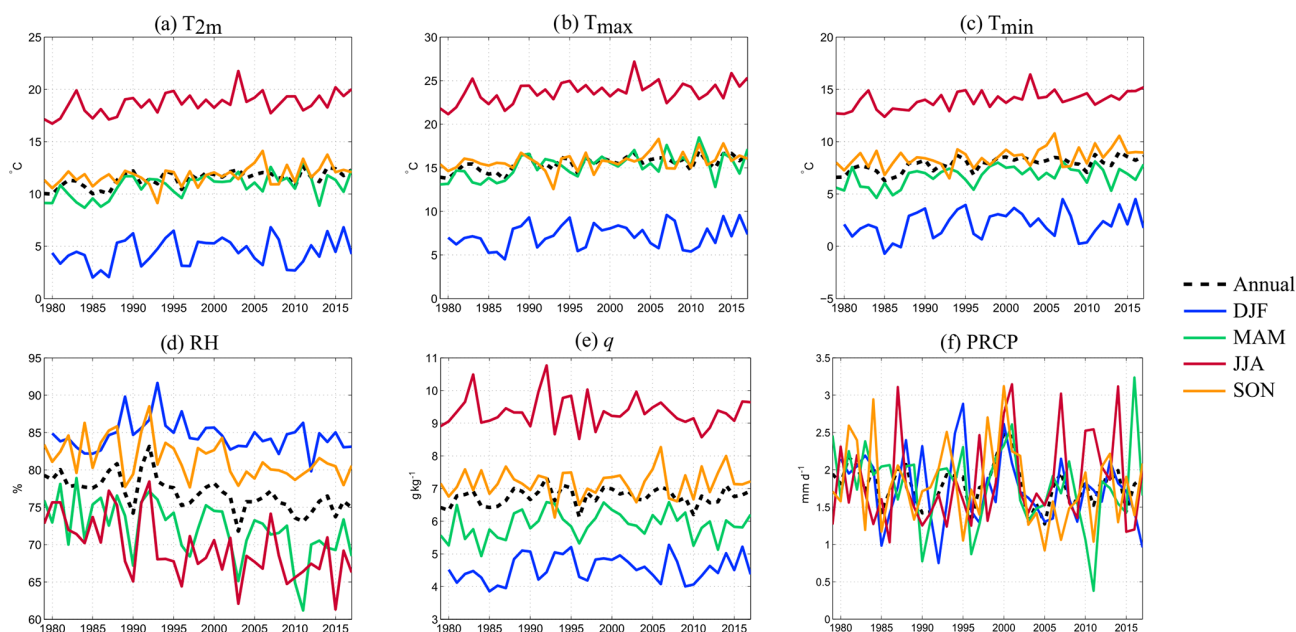 (a) T2m
(b) Tmax
(c) Tmin
25
20
15
10
5
0
°C
1980 1985 1990 1995 2000 2005 2010 2015
30
25
20
15
10
5
0
°C
1980 1985 1990 1995 2000 2005 2010 2015
20
15
10
5
0
−5
°C
1980 1985 1990 1995 2000 2005 2010 2015
(d) RH
(e) q
(f) PRCP
95
90
85
80
75
70
65
60
%
1980 1985 1990 1995 2000 2005 2010 2015
11
10
9
8
7
6
5
4
3
g kg-1
1980 1985 1990 1995 2000 2005 2010 2015
3.5
3
2.5
2
1.5
1
0.5
0
mm d-1
1980 1985 1990 1995 2000 2005 2010 2015
Annual
DJF
MAM
JJA
SON